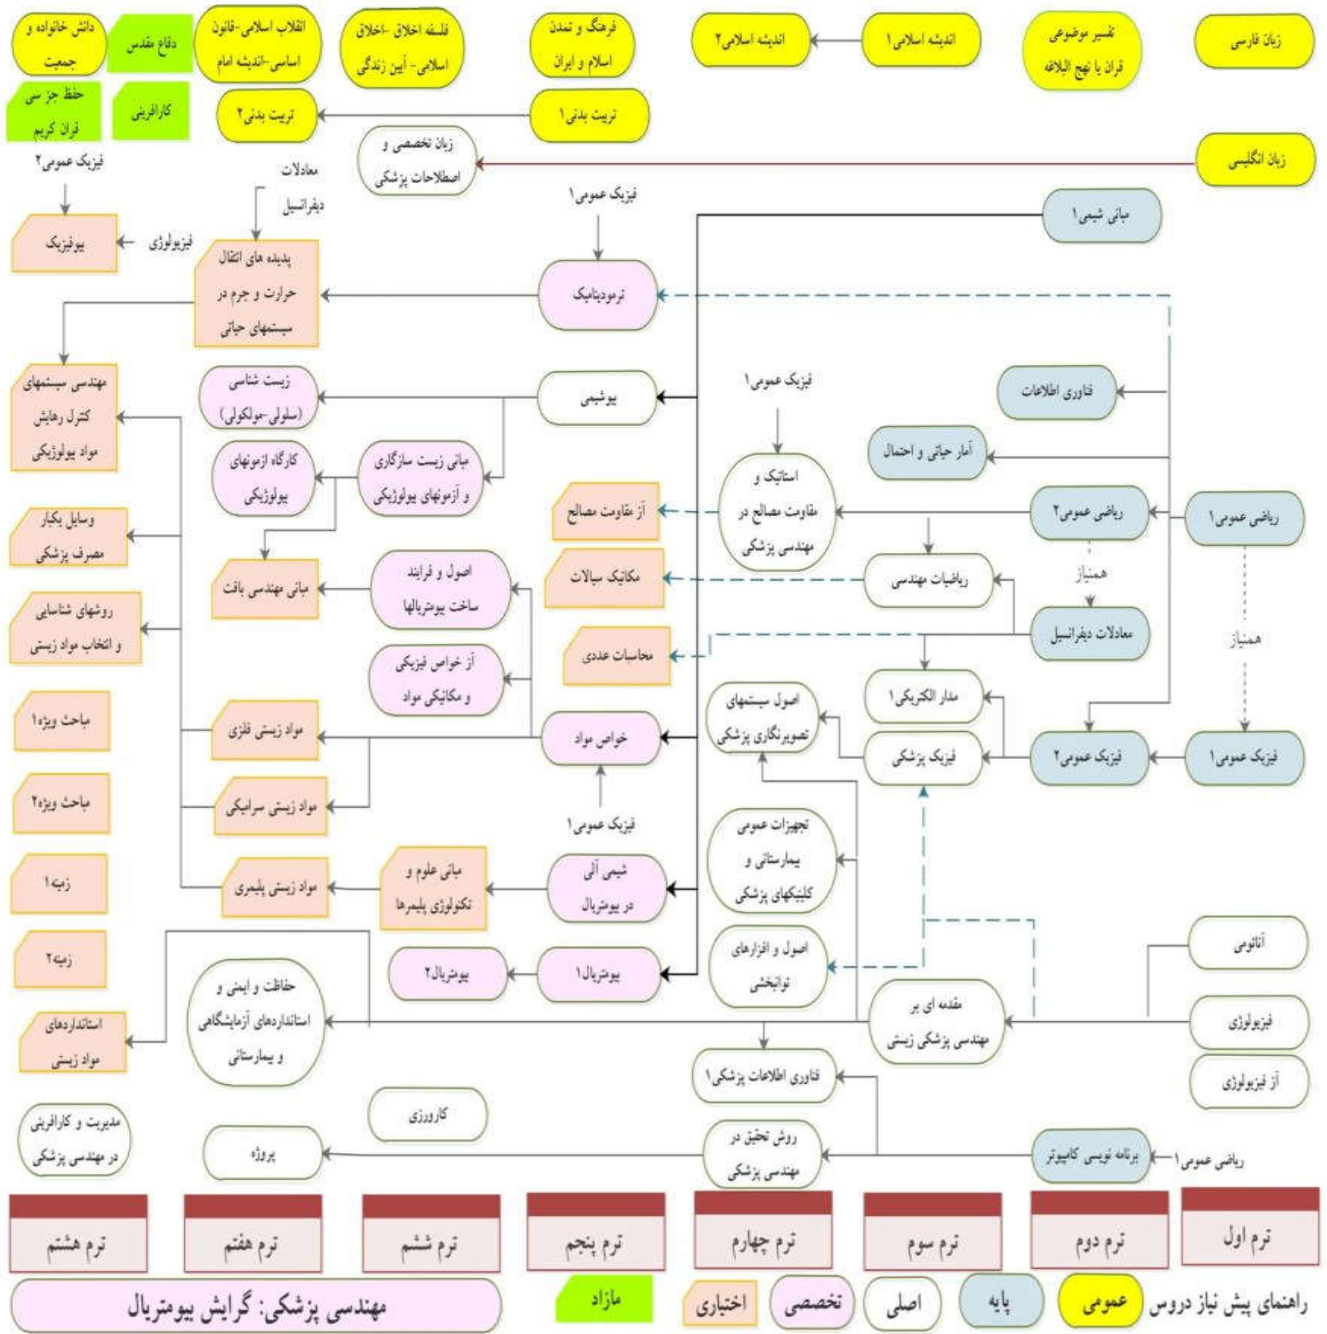 زبان فارسی
تفسیر موضوعی
قران یا نهج البلاغه
اندیشه اسلامی۱
اندیشه اسلامی۲
فرهنگ و تمدن
اسلام و ایران
فلسفه اخلاق -اخلاق
اسلامی- آیین زندگی
انقلاب اسلامی-قانون
اساسی-اندیشه امام
دفاع مقدس
دانش خانواده و
جمعیت
تربیت بدنی۱
تربیت بدنی۲
کارافرینی
حفظ جز سی
قران کریم
زبان انگلیسی
زبان تخصصی و
اصطلاحات پزشکی
فیزیک عمومی۲
معادلات
دیفرانسیل
فیزیک عمومی۱
مبانی شیمی۱
فیزیولوژی
بیوفیزیک
پدیده های انتقال
حرارت و جرم در
سیستمهای حیاتی
ترمودینامیک
فناوری اطلاعات
فیزیک عمومی۱
بیوشیمی
زیست شناسی
(سلولی-مولکولی)
مهندسی سیستمهای
کنترل رهایش
مواد بیولوژیکی
آمار حیاتی و احتمال
مبانی زیست سازگاری
و آزمونهای بیولوژیکی
کارگاه ازمونهای
بیولوژیکی
ریاضی عمومی۱
ریاضی عمومی۲
استاتیک و
مقاومت مصالح در
مهندسی پزشکی
آز مقاومت مصالح
وسایل یکبار
مصرف پزشکی
همنیاز
ریاضیات مهندسی
مکانیک سیالات
اصول و فرایند
ساخت بیومتریالها
مبانی مهندسی بافت
روشهای شناسایی
و انتخاب مواد زیستی
همنیاز
معادلات دیفرانسیل
محاسبات عددی
آز خواص فیزیکی
و مکانیکی مواد
مدار الکتریکی۱
اصول سیستمهای
تصویرنگاری پزشکی
مباحث ویژه۱
فیزیک عمومی۱
فیزیک عمومی۲
فیزیک پزشکی
خواص مواد
مواد زیستی فلزی
مباحث ویژه۲
مواد زیستی سرامیکی
فیزیک عمومی۱
تجهیزات عمومی
بیمارستانی و
کلینیکهای پزشکی
شیمی آلی
در بیومتریال
مبانی علوم و
تکنولوژی پلیمرها
مواد زیستی پلیمری
زمینه۱
آناتومی
اصول و افزارهای
توانبخشی
بیومتریال۱
بیومتریال۲
زمینه۲
فیزیولوژی
مقدمه ای بر
مهندسی پزشکی زیستی
حفاظت و ایمنی و
استانداردهای آزمایشگاهی
و بیمارستانی
استانداردهای
مواد زیستی
آز فیزیولوژی
فناوری اطلاعات پزشکی۱
کارورزی
مدیریت و کارافرینی
در مهندسی پزشکی
ریاضی عمومی۱
برنامه نویسی کامپیوتر
روش تحقیق در
مهندسی پزشکی
پروژه
ترم اول
ترم دوم
ترم سوم
ترم چهارم
ترم پنجم
ترم ششم
ترم هفتم
ترم هشتم
راهنمای پیش نیاز دروس
عمومی
پایه
اصلی
تخصصی
اختیاری
مازاد
مهندسی پزشکی: گرایش بیومتریال